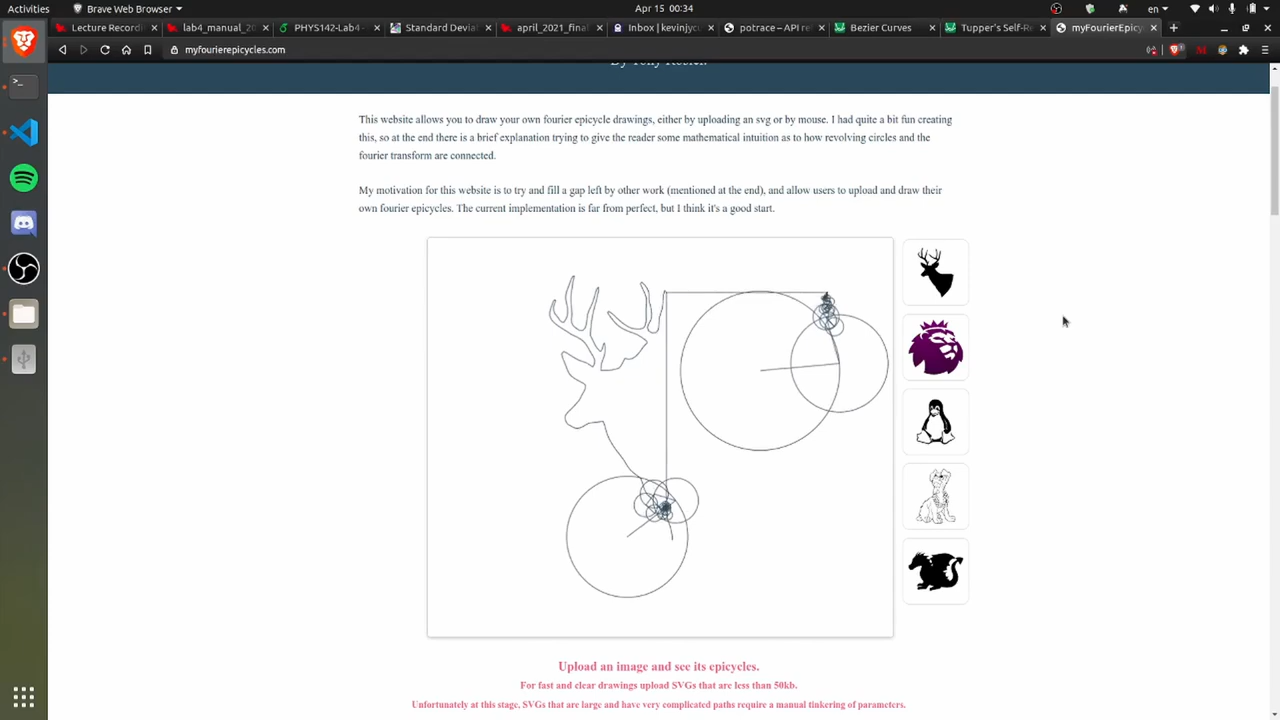 Activities
Brave Web Browser
Apr 15 00:34
en
Lecture Recordi
lab4_manual_20
PHYS142-Lab4-
Standard Devia
april_2021_final
Inbox | kevinjyc
potrace – API re
Bezier Curves
Tupper's Self-Re
myFourierEpicyc
myfourierepicycles.com
This website allows you to draw your own fourier epicycle drawings, either by uploading an svg or by mouse. I had quite a bit fun creating
this, so at the end there is a brief explanation trying to give the reader some mathematical intuition as to how revolving circles and the
fourier transform are connected.
My motivation for this website is to try and fill a gap left by other work (mentioned at the end), and allow users to upload and draw their
own fourier epicycles. The current implementation is far from perfect, but I think it's a good start.
Upload an image and see its epicycles.
For fast and clear drawings upload SVGs that are less than 50kb.
Unfortunately at this stage, SVGs that are large and have very complicated paths require a manual tinkering of parameters.